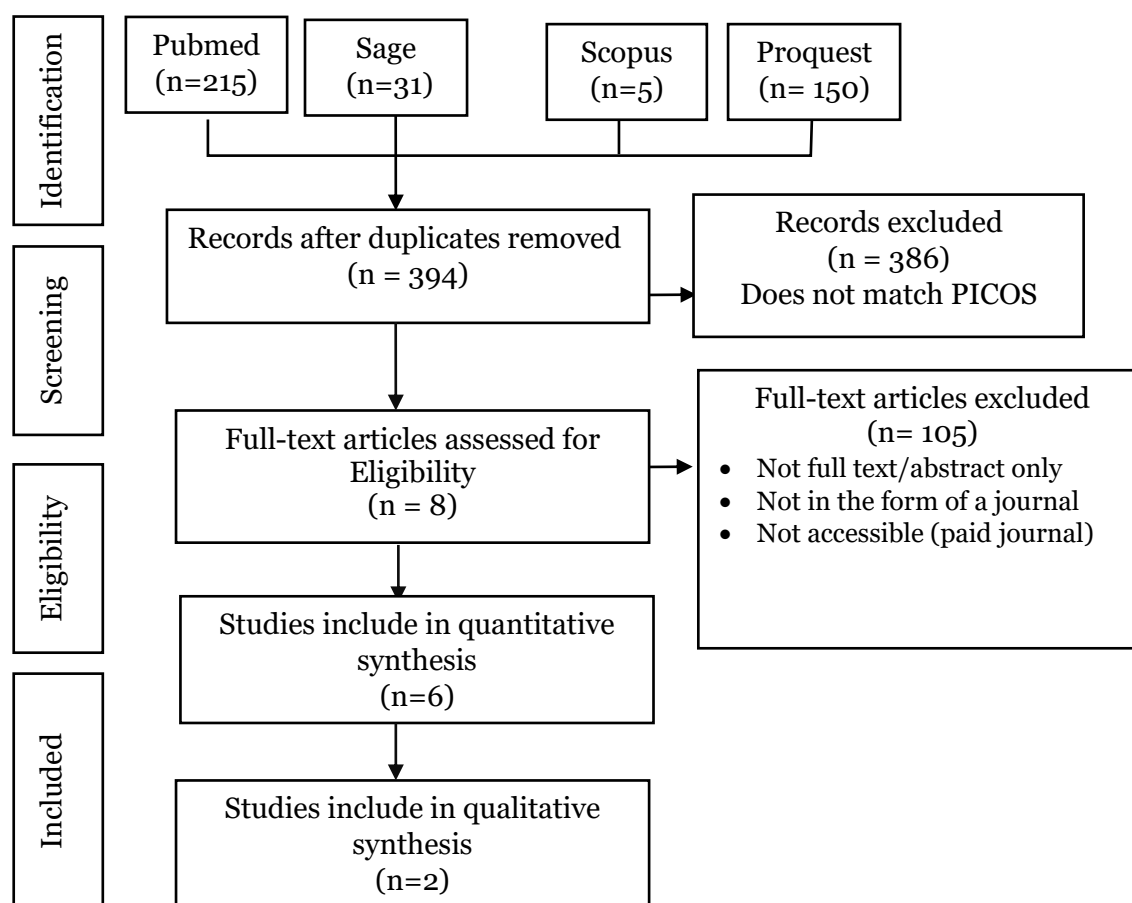 Identification
Pubmed
(n=215)
Sage
(n=31)
Scopus
(n=5)
Proquest
(n= 150)
Records after duplicates removed
(n = 394)
Records excluded
(n = 386)
Does not match PICOS
Screening
Full-text articles assessed for
Eligibility
(n = 8)
Full-text articles excluded
(n= 105)
• Not full text/abstract only
• Not in the form of a journal
• Not accessible (paid journal)
Eligibility
Studies include in quantitative
synthesis
(n=6)
Included
Studies include in qualitative
synthesis
(n=2)